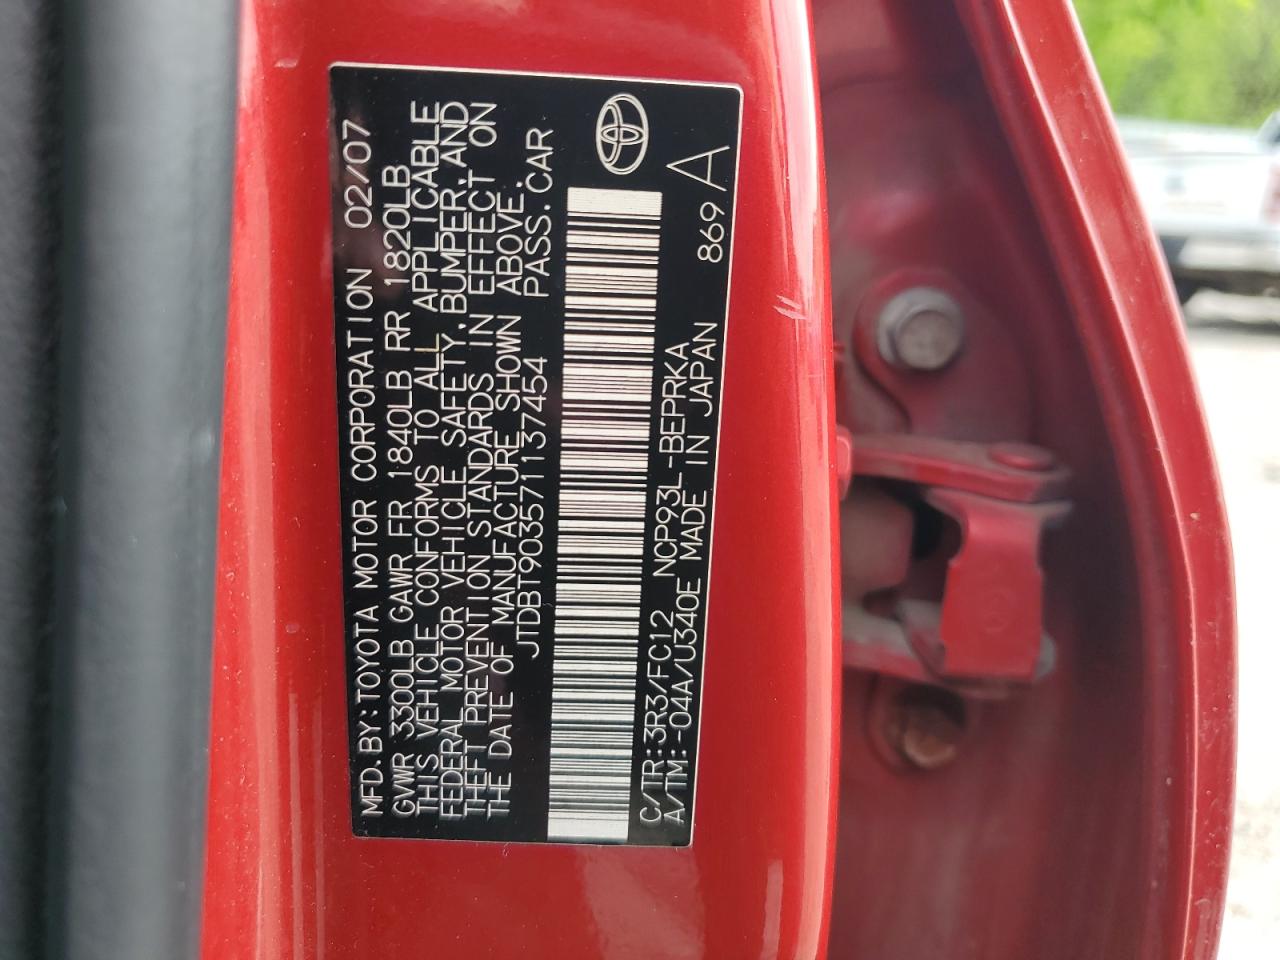 MFD. BY: TOYOTA MOTOR CORPORATION 02/07
GVWR 3300LB GAWR FR 1840LB RR 1820LB
THIS VEHICLE CONFORMS TO ALL APPLICABLE
FEDERAL MOTOR VEHICLE SAFETY, BUMPER, AND
THEFT PREVENTION STANDARDS IN EFFECT ON
THE DATE OF MANUFACTURE SHOWN ABOVE.
JTDBT903571137454 PASS. CAR
C/TR: 3R3/FC12 NCP93L-BEPRKA 869 A
A/TM: -04A/U340E MADE IN JAPAN